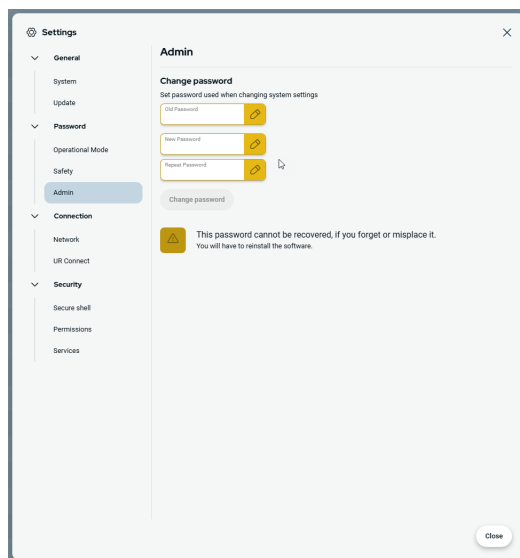 Settings
General
System
Update
Password
Operational Mode
Safety
Admin
Connection
Network
UR Connect
Security
Secure shell
Permissions
Services
Admin
Change password
Set password used when changing system settings
Old Password
New Password
Repeat Password
Change password
This password cannot be recovered, if you forget or misplace it.
You will have to reinstall the software.
Close